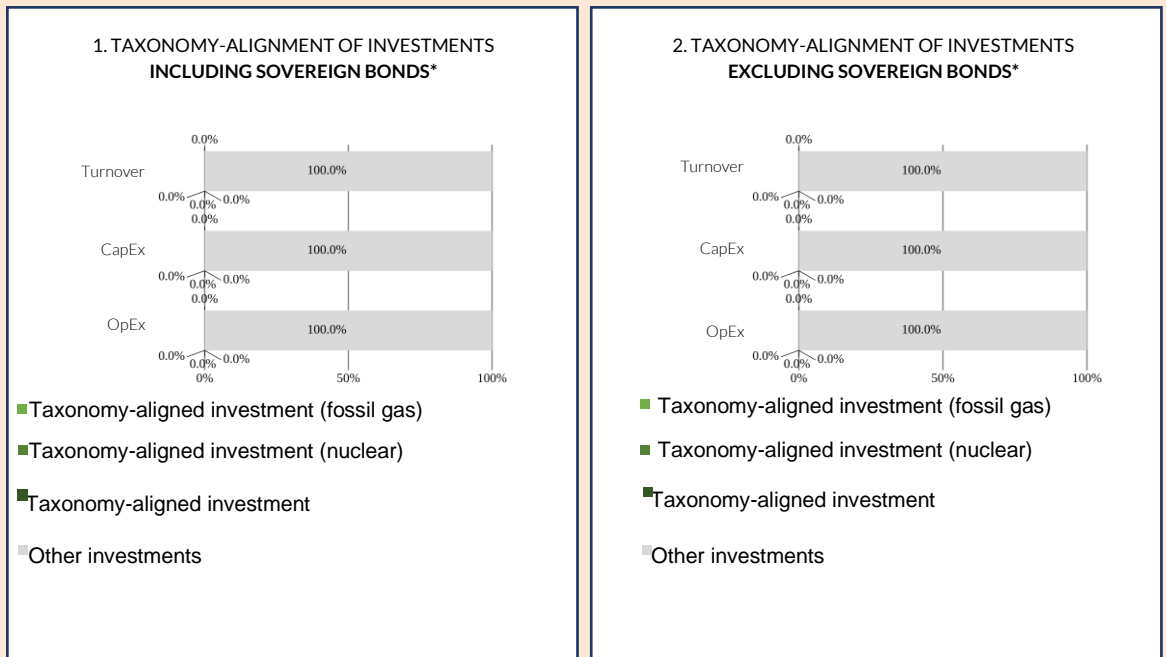 1. TAXONOMY-ALIGNMENT OF INVESTMENTS
INCLUDING SOVEREIGN BONDS*
0.0%
Turnover
100.0%
0.0%
0.0%
0.0%
0.0%
CapEx
100.0%
0.0%
0.0%
0.0%
0.0%
OpEx
100.0%
0.0%
0.0%
0.0%
0%
50%
100%
Taxonomy-aligned investment (fossil gas)
Taxonomy-aligned investment (nuclear)
Taxonomy-aligned investment
Other investments
2. TAXONOMY-ALIGNMENT OF INVESTMENTS
EXCLUDING SOVEREIGN BONDS*
0.0%
Turnover
100.0%
0.0%
0.0%
0.0%
0.0%
CapEx
100.0%
0.0%
0.0%
0.0%
0.0%
OpEx
100.0%
0.0%
0.0%
0.0%
0%
50%
100%
Taxonomy-aligned investment (fossil gas)
Taxonomy-aligned investment (nuclear)
Taxonomy-aligned investment
Other investments